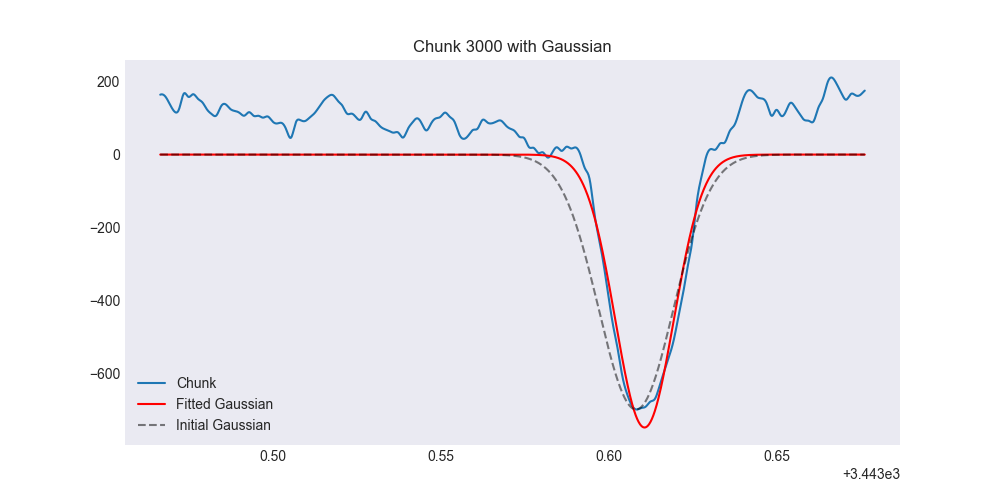 Chunk 3000 with Gaussian
200
0
−200
−400
−600
Chunk
Fitted Gaussian
Initial Gaussian
0.50 0.55 0.60 0.65
+3.443e3